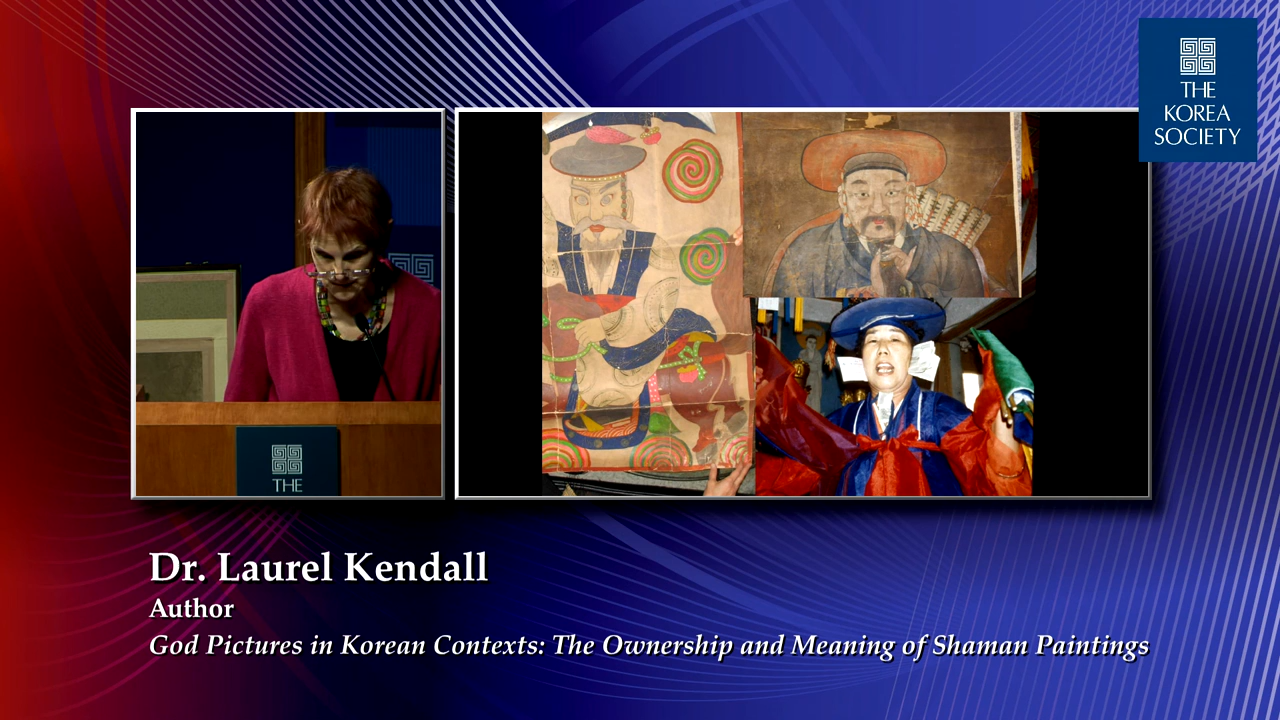 THE
KOREA
SOCIETY
THE
Dr. Laurel Kendall
Author
God Pictures in Korean Contexts: The Ownership and Meaning of Shaman Paintings